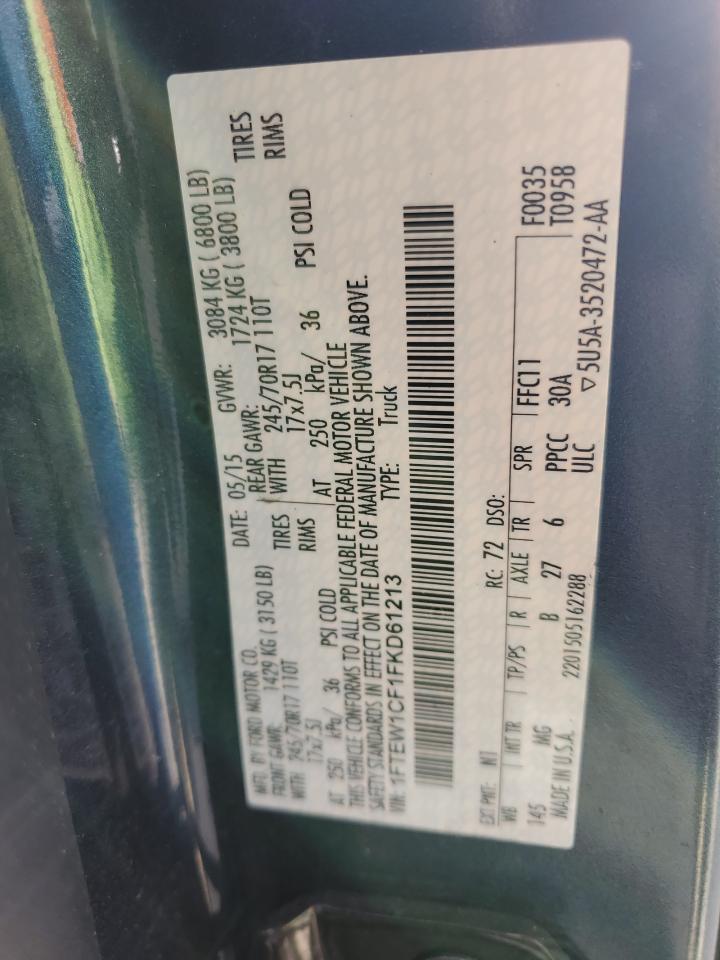 MFD. BY FORD MOTOR CO.
DATE: 05/15 GVWR: 3084 KG ( 6800 LB)
FRONT GAWR: 1429 KG ( 3150 LB)
REAR GAWR: 1724 KG ( 3800 LB)
WITH 245/70R17 110T TIRES
WITH 245/70R17 110T TIRES
17x7.5J RIMS
17x7.5J RIMS
AT 250 kPa/ 36 PSI COLD
AT 250 kPa/ 36 PSI COLD
THIS VEHICLE CONFORMS TO ALL APPLICABLE FEDERAL MOTOR VEHICLE
SAFETY STANDARDS IN EFFECT ON THE DATE OF MANUFACTURE SHOWN ABOVE.
VIN: 1FTEW1CF1FKD61213 TYPE: Truck
EXT PNT: N1 RC: 72 DSO:
WB INT TR TP/PS R AXLE TR SPR FFC11 F0035
145 MG B 27 6 PPCC 30A T0958
MADE IN U.S.A. 2201505162288 ULC ▽5U5A-3520472-AA